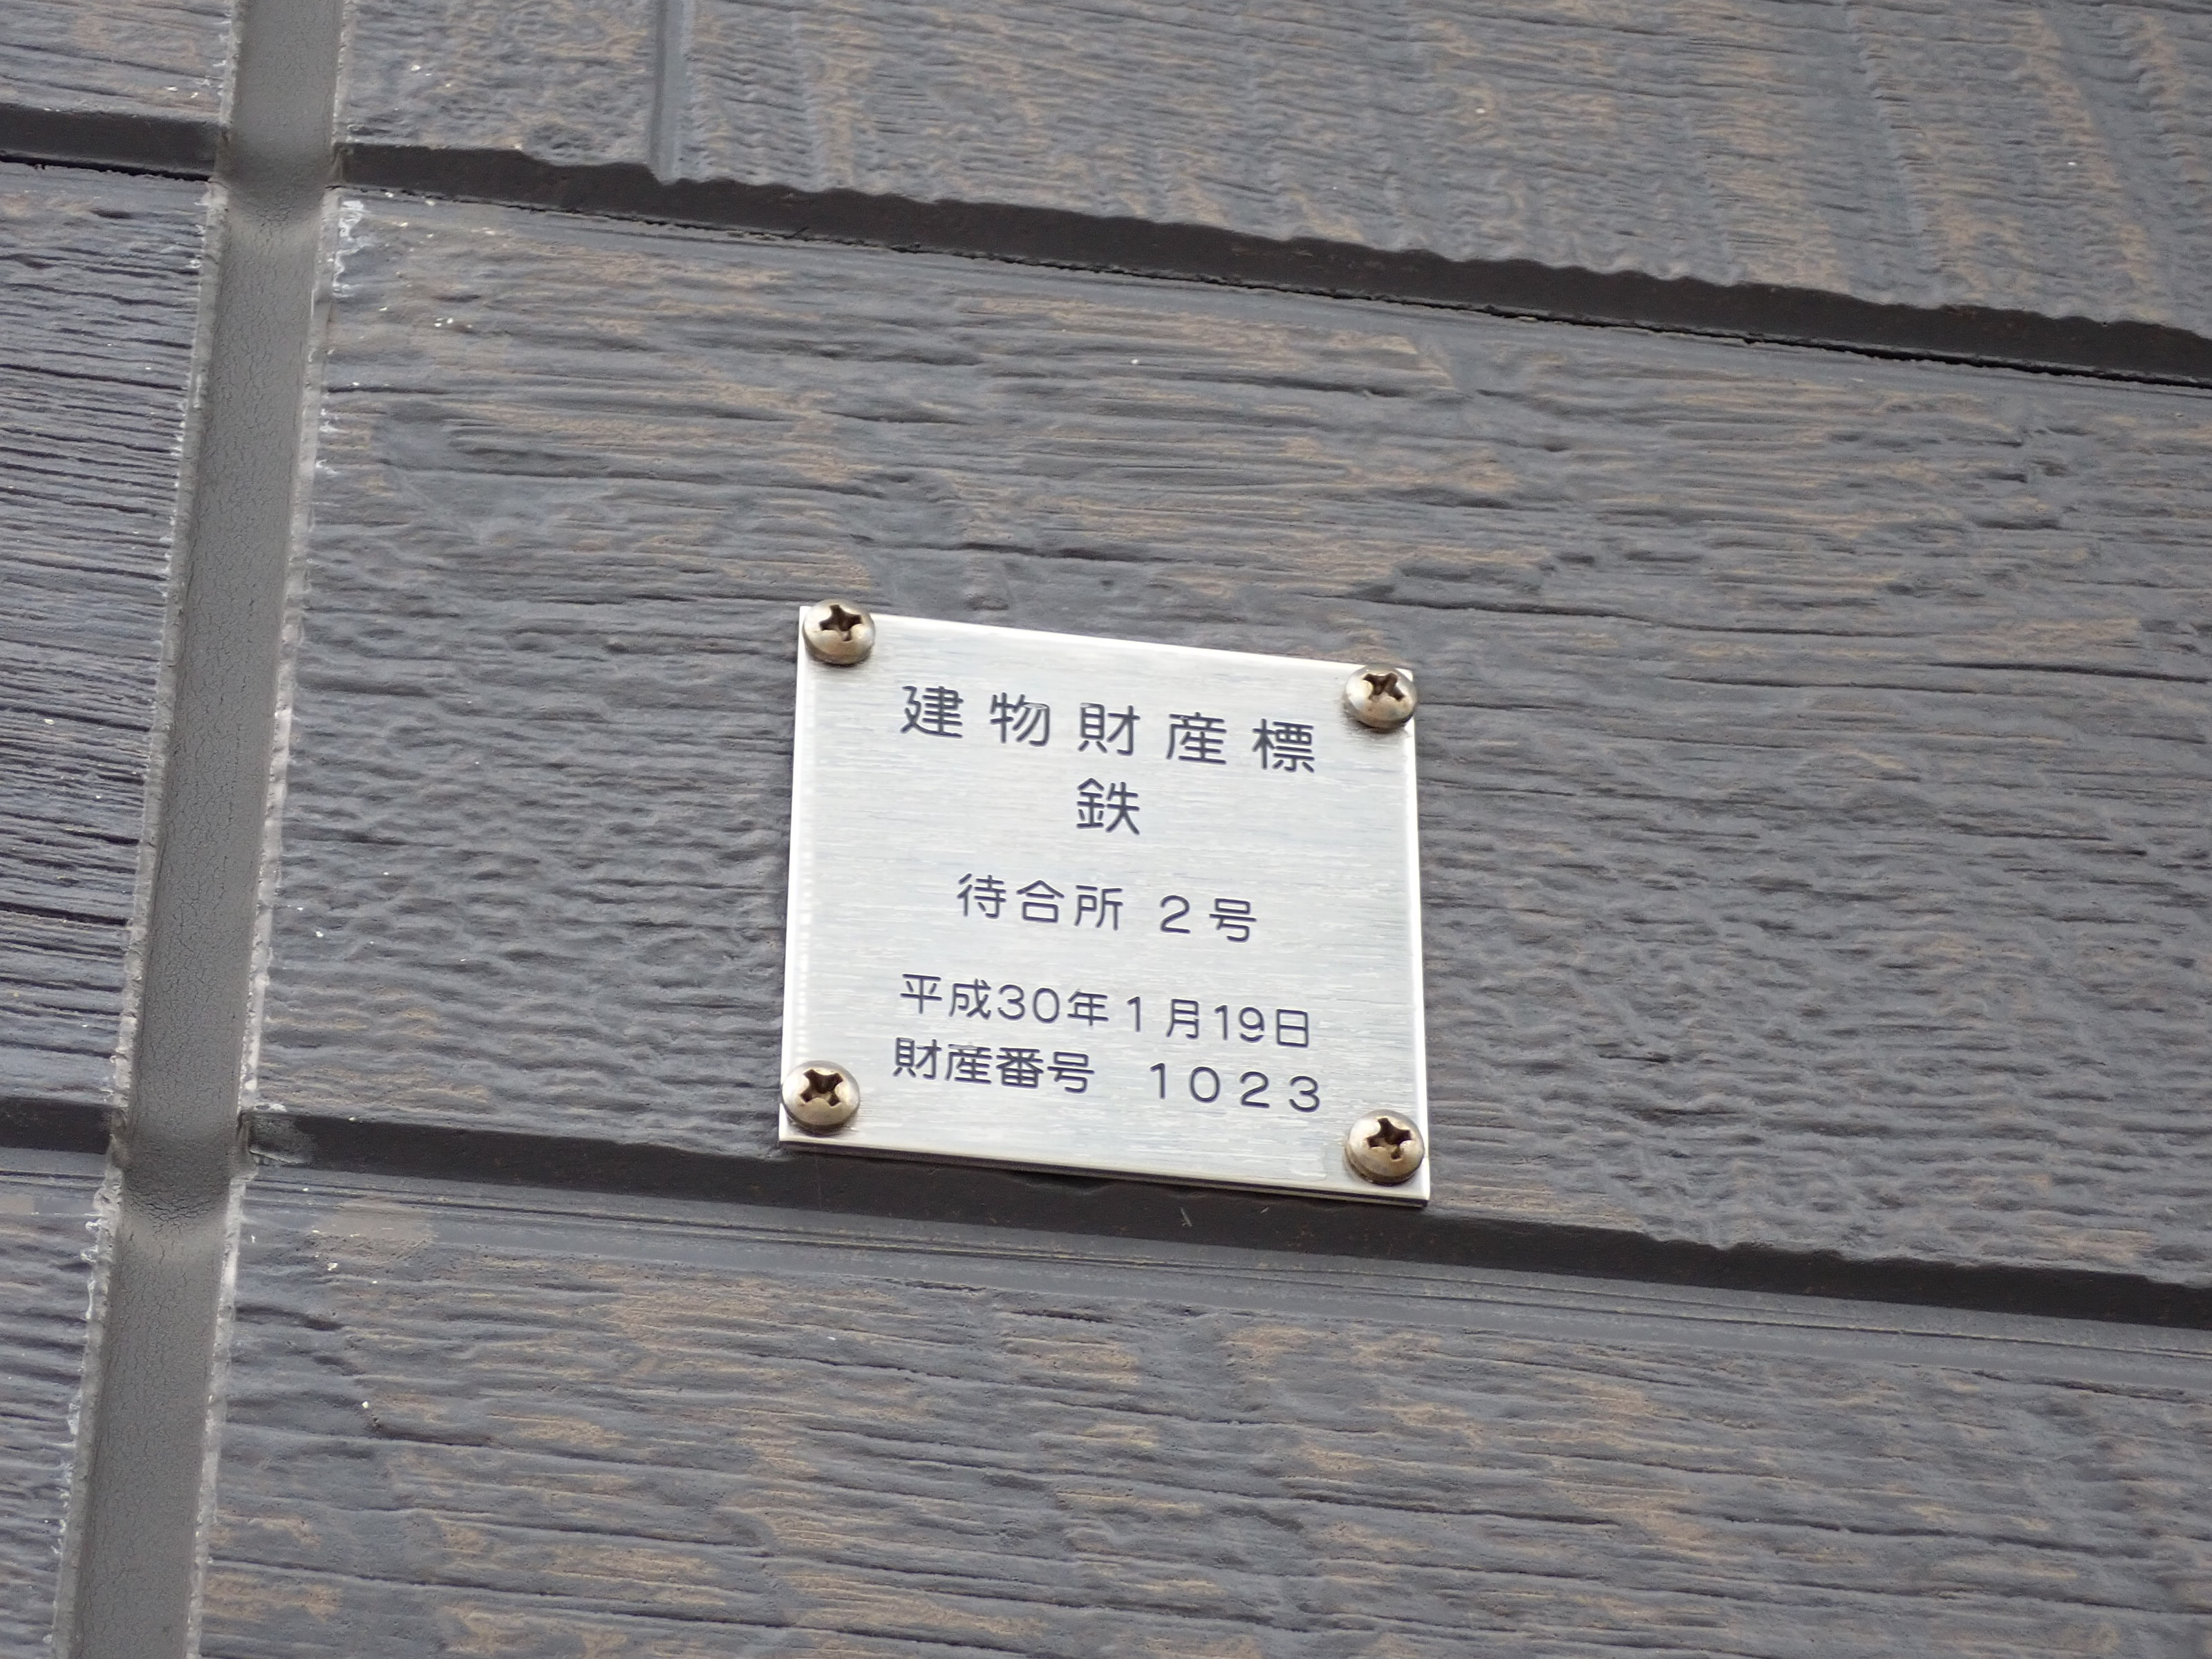 建物財産標
鉄
待合所 2号
平成30年1月19日
財産番号 1023